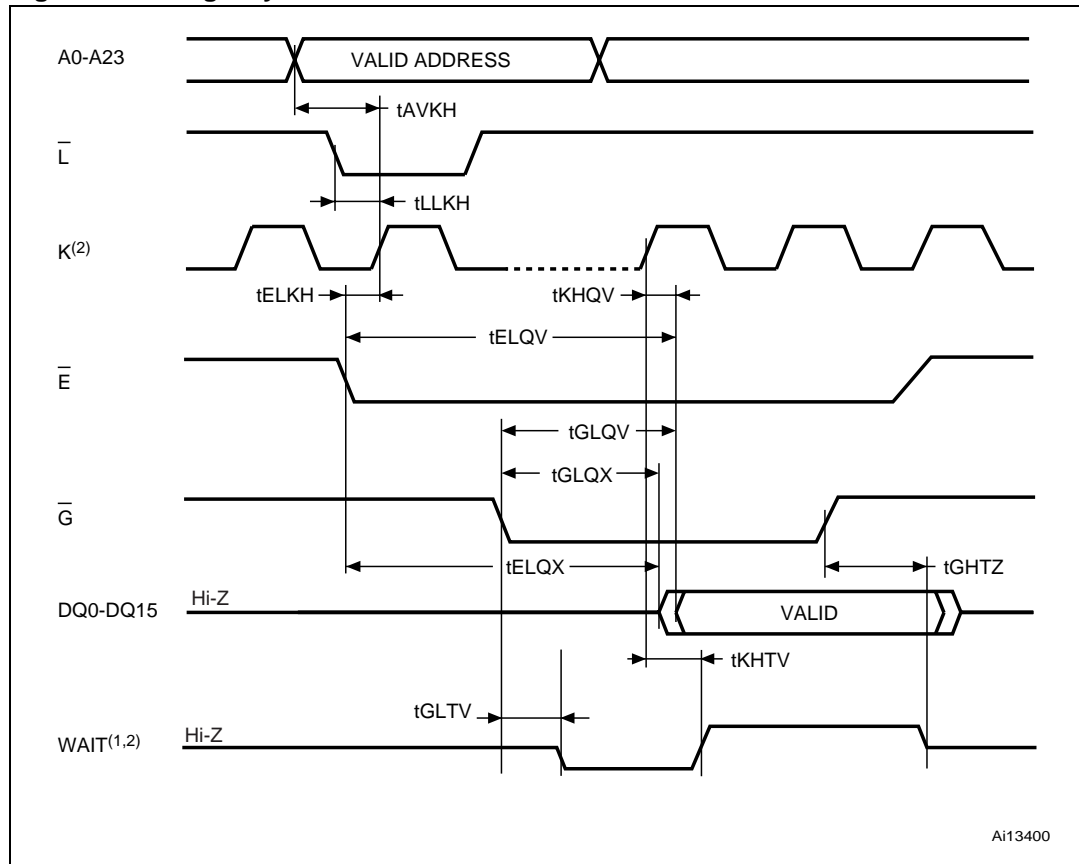 A0-A23
VALID ADDRESS
tAVKH
L
tLLKH
K(2)
tELKH
tKHQV
tELQV
E
tGLQV
tGLQX
G
tELQX
tGHTZ
DQ0-DQ15
Hi-Z
VALID
tKHTV
tGLTV
WAIT(1,2)
Hi-Z
Ai13400